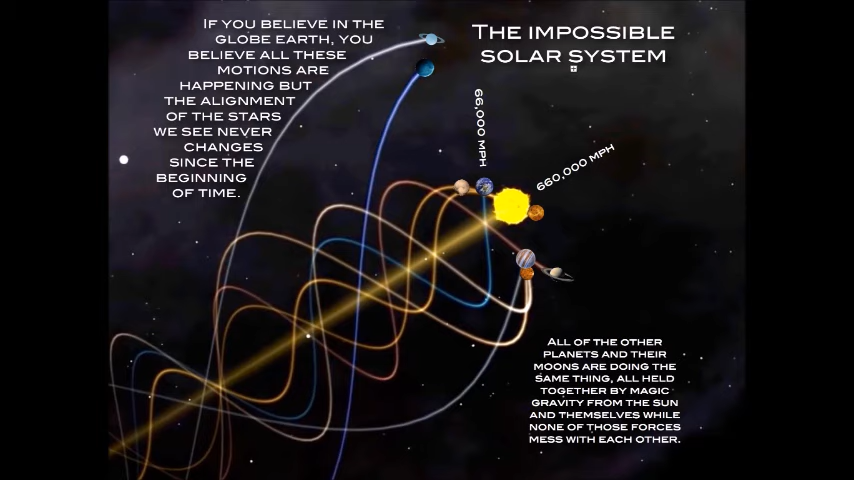 IF YOU BELIEVE IN THE
GLOBE EARTH, YOU
BELIEVE ALL THESE
MOTIONS ARE
HAPPENING BUT
THE ALIGNMENT
OF THE STARS
WE SEE NEVER
CHANGES
SINCE THE
BEGINNING
OF TIME.
THE IMPOSSIBLE
SOLAR SYSTEM
66,000 MPH
660,000 MPH
ALL OF THE OTHER
PLANETS AND THEIR
MOONS ARE DOING THE
SAME THING, ALL HELD
TOGETHER BY MAGIC
GRAVITY FROM THE SUN
AND THEMSELVES WHILE
NONE OF THOSE FORCES
MESS WITH EACH OTHER.